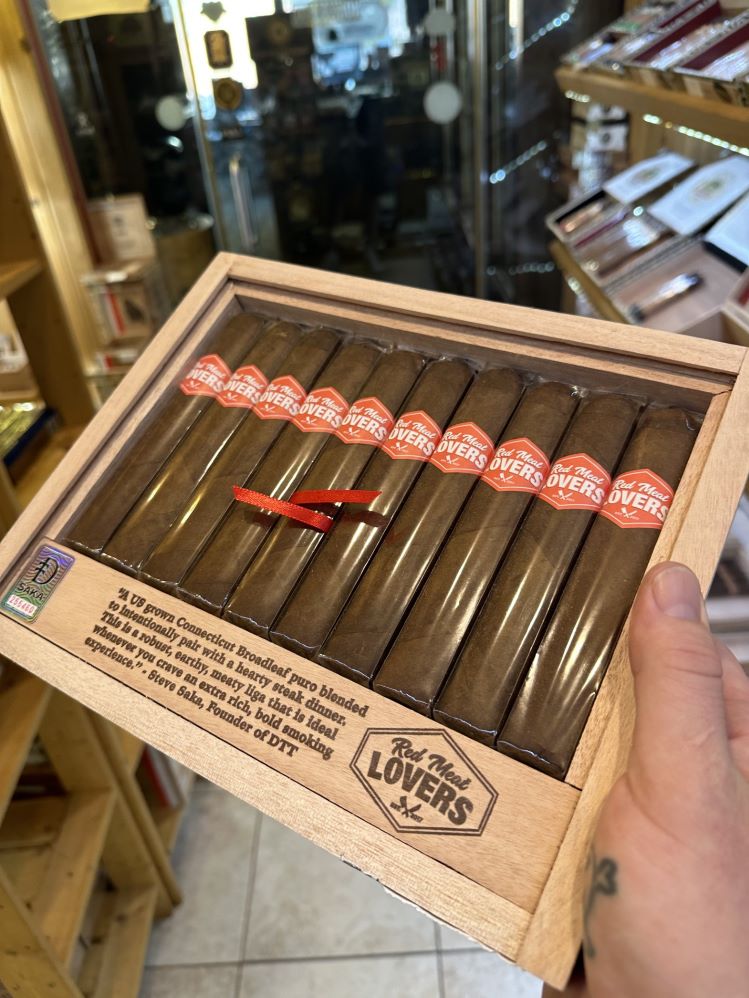 Red Meat
LOVERS
Red Meat
LOVERS
Red Meat
LOVERS
Red Meat
LOVERS
Red Meat
LOVERS
Red Meat
LOVERS
Red Meat
LOVERS
Red Meat
LOVERS
Red Meat
LOVERS
Red Meat
LOVERS
SAKA
"A US grown Connecticut Broadleaf puro blended
to intentionally pair with a hearty steak dinner.
This is a robust, earthy, meaty liga that is ideal
whenever you crave an extra rich, bold smoking
experience." - Steve Saka, Founder of DTT
Red Meat
LOVERS